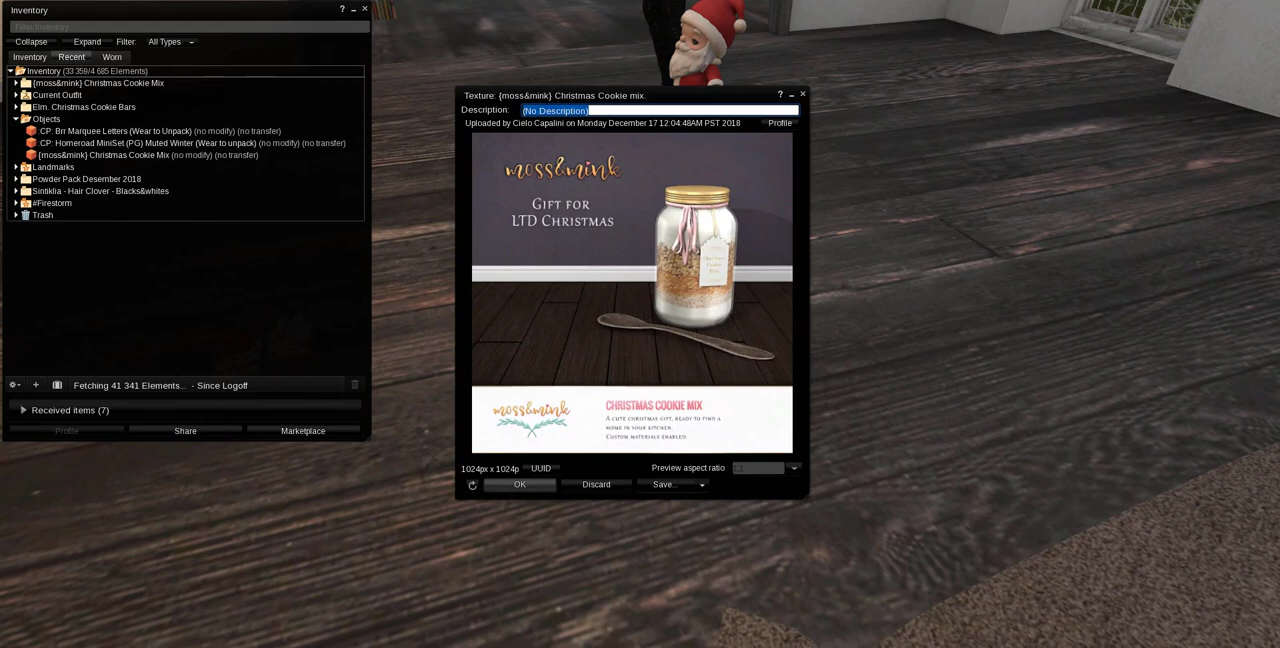 Inventory
Filter Inventory
Collapse Expand Filter: All Types
Inventory Recent Worn
Inventory (33 359/4 685 Elements)
{moss&mink} Christmas Cookie Mix
Current Outfit
Elm. Christmas Cookie Bars
Objects
:CP: Brr Marquee Letters (Wear to Unpack) (no modify) (no transfer)
:CP: Homeroad MiniSet (PG) Muted Winter (Wear to unpack) (no modify) (no transfer)
{moss&mink} Christmas Cookie Mix (no modify) (no transfer)
Landmarks
Powder Pack Desember 2018
Sintiklia - Hair Clover - Blacks&whites
#Firestorm
Trash
Fetching 41 341 Elements... - Since Logoff
Received items (7)
Profile Share Marketplace
Texture: {moss&mink} Christmas Cookie mix.
Description: (No Description)
Uploaded by Cielo Capalini on Monday December 17 12:04:48AM PST 2018 Profile
moss&mink
Gift for
LTD Christmas
Christmas
Cookie
Mix
moss&mink
CHRISTMAS COOKIE MIX
A cute christmas gift, ready to find a
home in your kitchen.
Custom materials enabled.
1024px x 1024p UUID Preview aspect ratio 1:1
OK Discard Save...